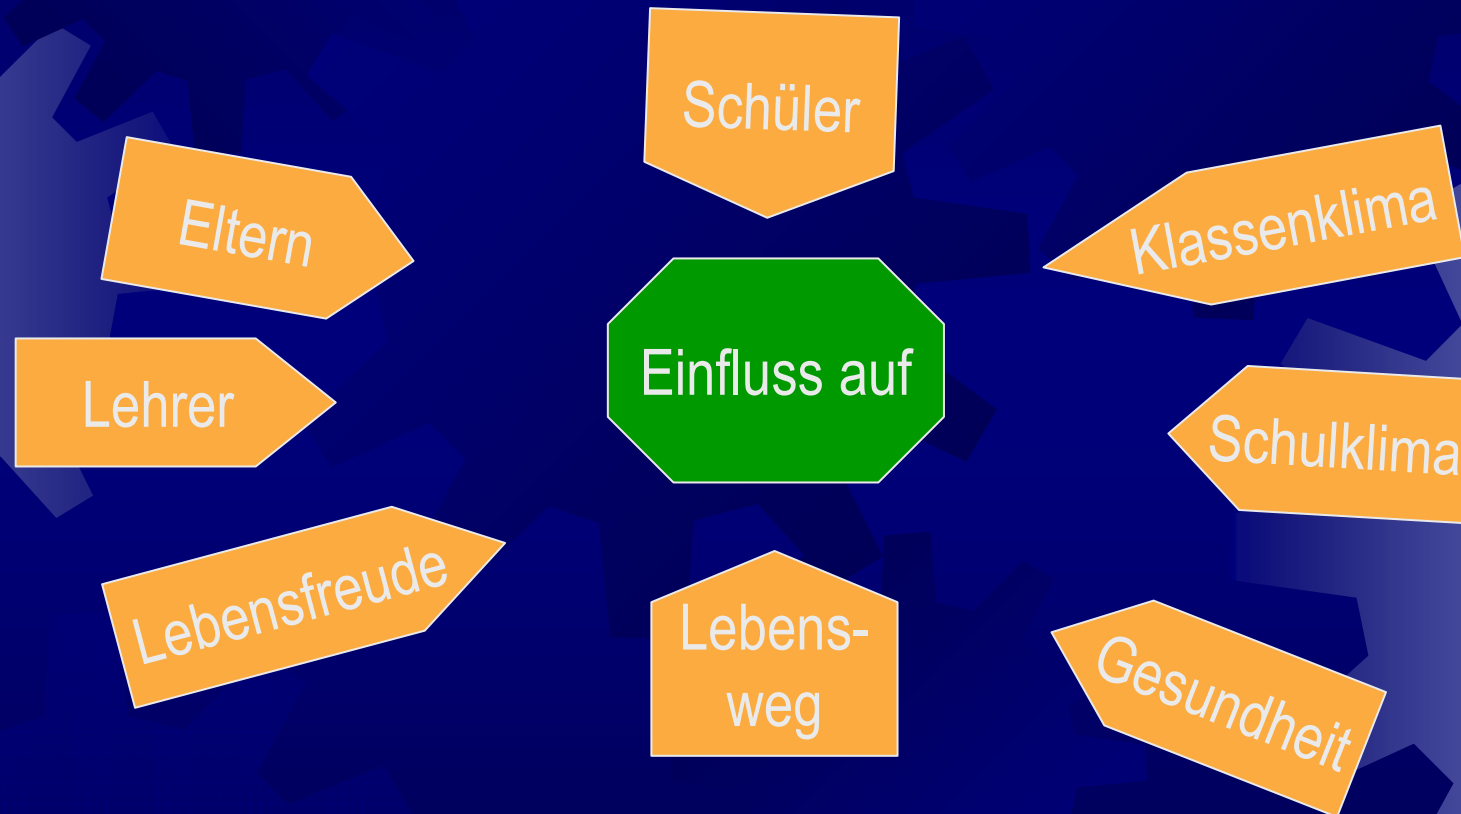 Schüler
Eltern
Klassenklima
Einfluss auf
Lehrer
Schulklima
Lebensfreude
Lebens-
weg
Gesundheit